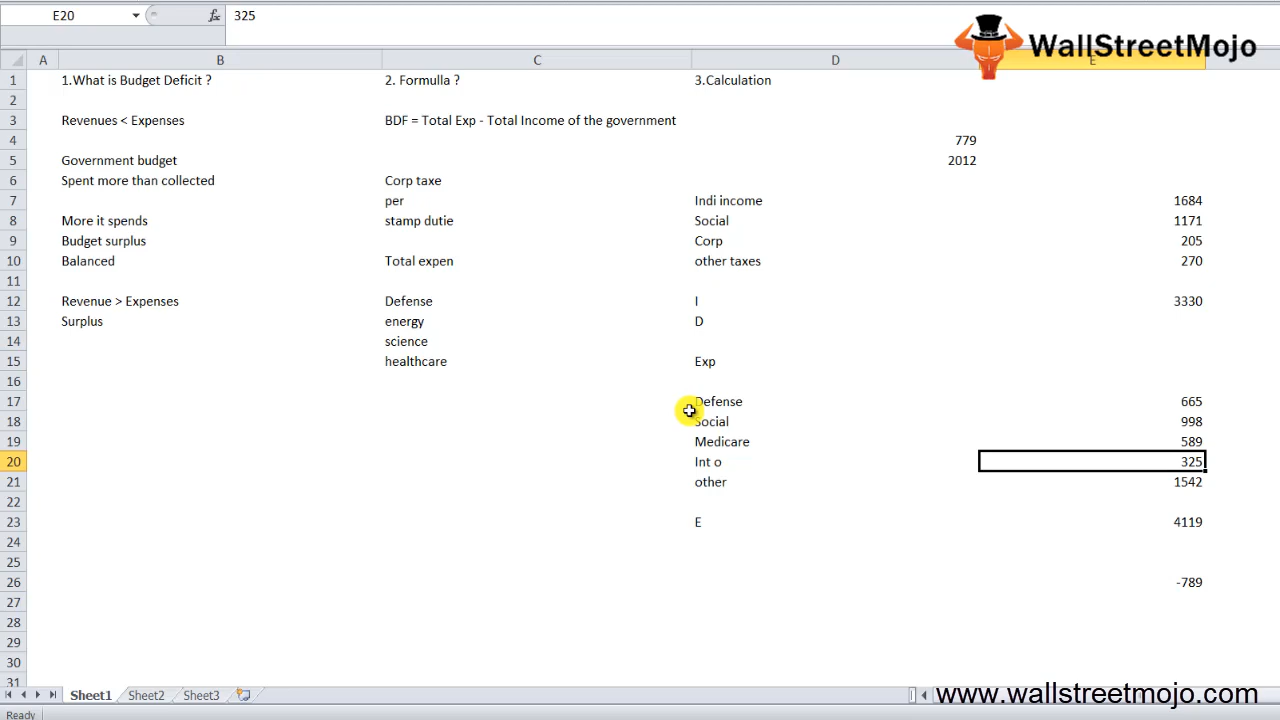 E20 fx 325
WallStreetMojo
A B C D E
1 1.What is Budget Deficit ? 2. Formulla ? 3.Calculation
2
3 Revenues < Expenses BDF = Total Exp - Total Income of the government
4 779
5 Government budget 2012
6 Spent more than collected Corp taxe
7 per Indi income 1684
8 More it spends stamp dutie Social 1171
9 Budget surplus Corp 205
10 Balanced Total expen other taxes 270
11
12 Revenue > Expenses Defense I 3330
13 Surplus energy D
14 science
15 healthcare Exp
16
17 Defense 665
18 Social 998
19 Medicare 589
20 Int o 325
21 other 1542
22
23 E 4119
24
25
26 -789
27
28
29
30
31
Sheet1 Sheet2 Sheet3
www.wallstreetmojo.com
Ready